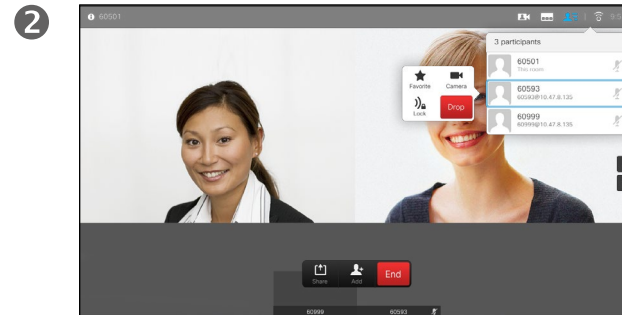 2
60501
3 participants
60501
This room
60593
60593@10.47.8.135
60999
60999@10.47.8.135
Favorite
Camera
Lock
Drop
Share
Add
End
60999
60593